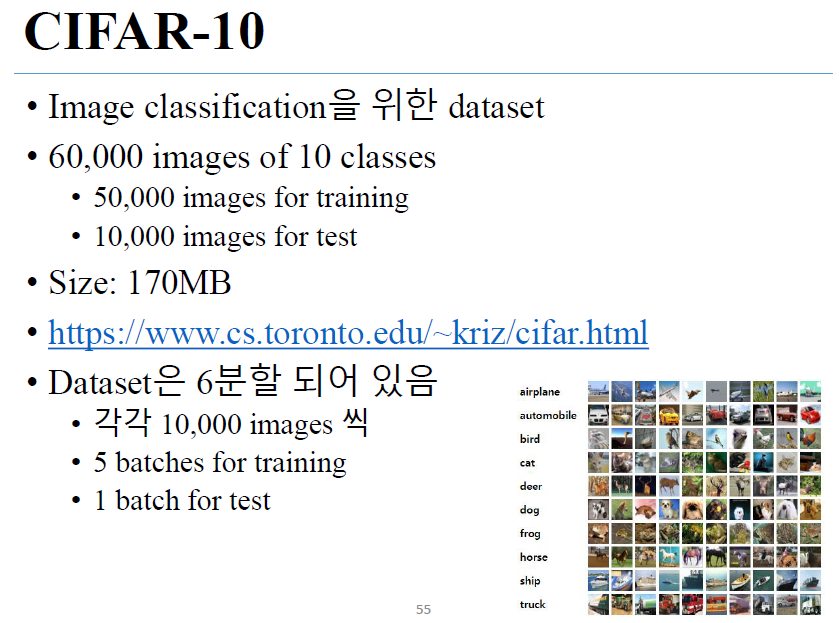 CIFAR-10
• Image classification을 위한 dataset
• 60,000 images of 10 classes
• 50,000 images for training
• 10,000 images for test
• Size: 170MB
• https://www.cs.toronto.edu/~kriz/cifar.html
• Dataset은 6분할 되어 있음
• 각각 10,000 images 씩
• 5 batches for training
• 1 batch for test
airplane
automobile
bird
cat
deer
dog
frog
horse
ship
truck
55